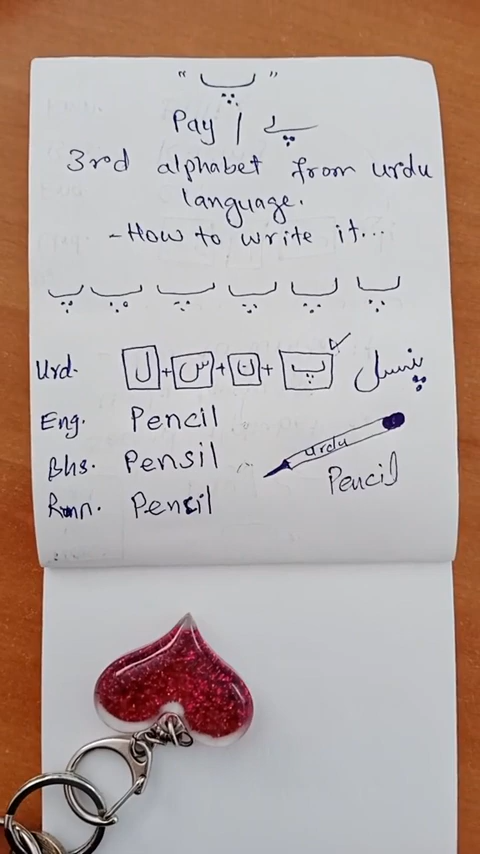 " پ "
Pay / پے
3rd alphabet from urdu
language.
- How to write it...
پ پ پ پ پ پ
Urd. ل + س + ن + پ پنسل
Eng. Pencil
Bhs. Pensil
Rmn. Pencil
urdu
Pencil